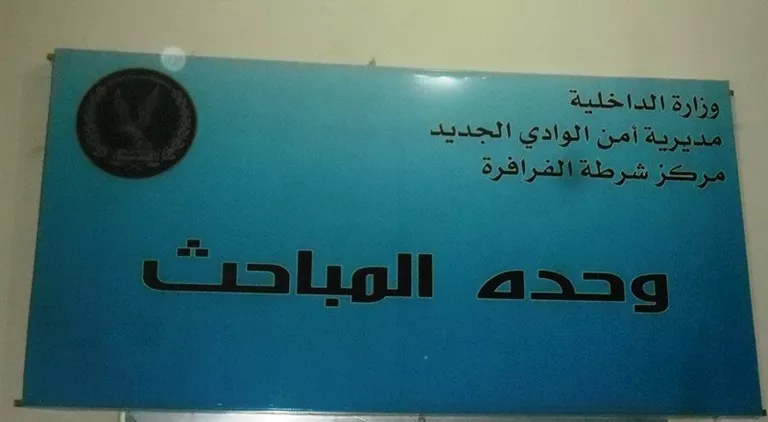 وزارة الداخلية
مديرية أمن الوادي الجديد
مركز شرطة الفرافرة
وحده المباحث